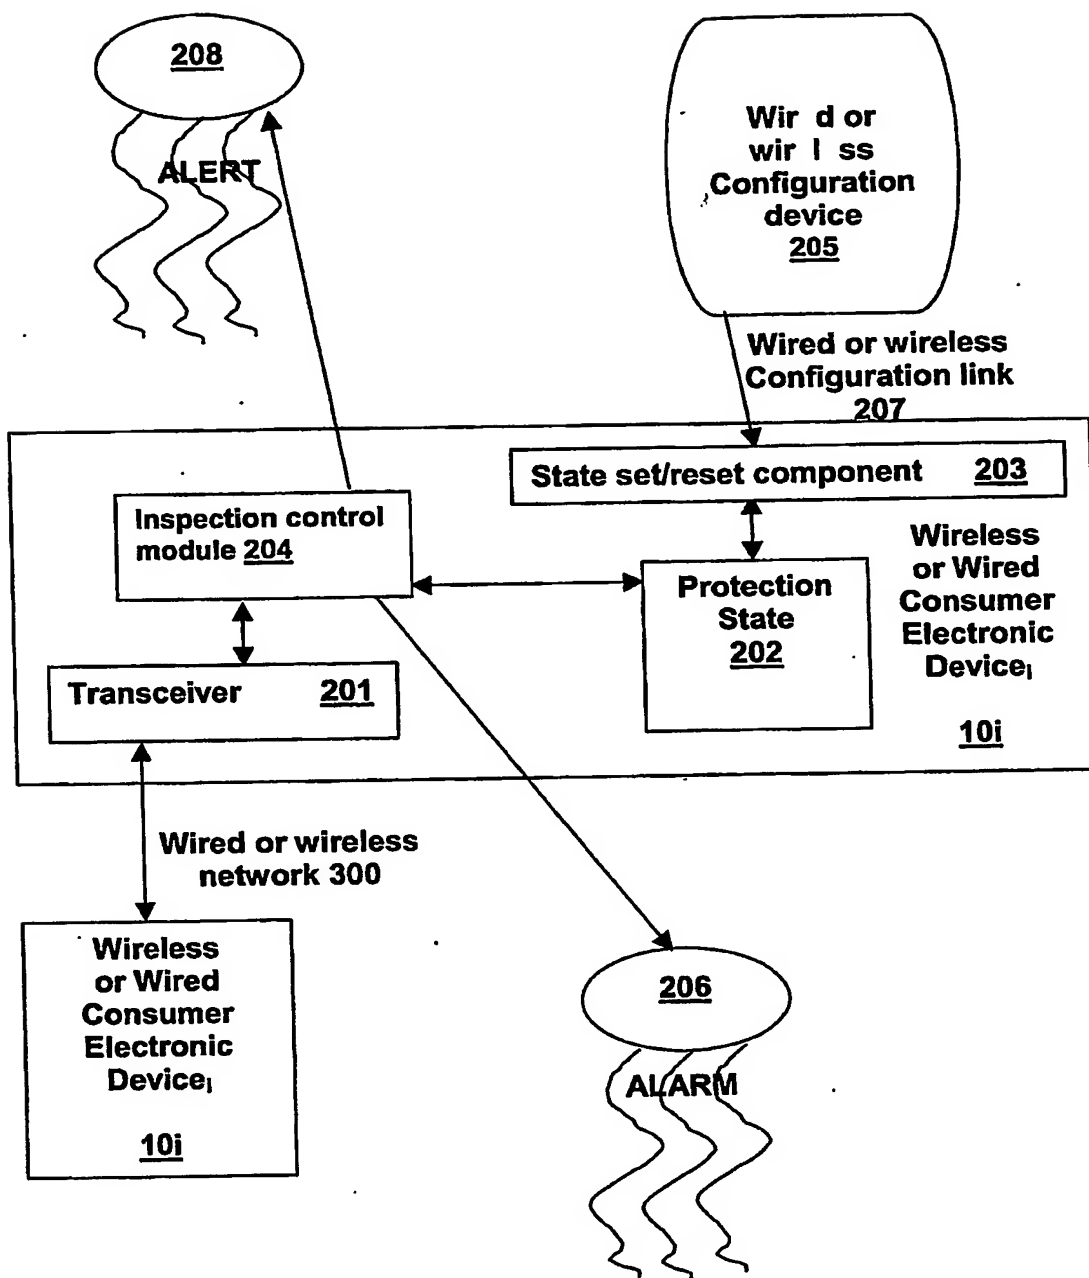 208
ALERT
Wir d or
wir l ss
Configuration
device
205
Wired or wireless
Configuration link
207
State set/reset component 203
Inspection control
module 204
Protection
State
202
Wireless
or Wired
Consumer
Electronic
Devicei
10i
Transceiver 201
Wired or wireless
network 300
Wireless
or Wired
Consumer
Electronic
Devicei
10i
206
ALARM